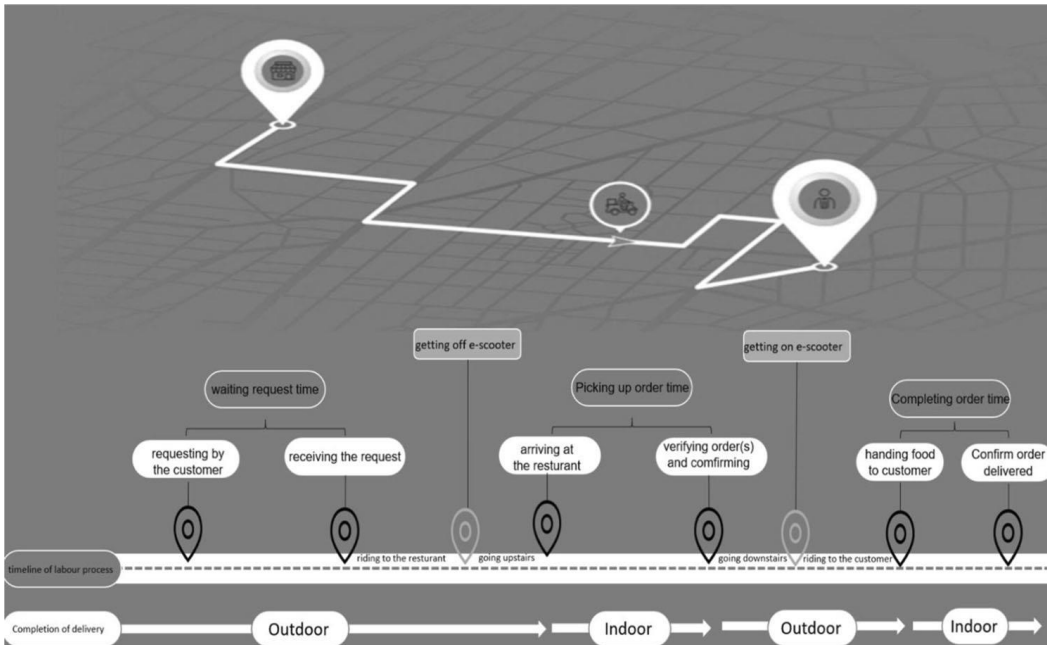 getting off e-scooter
getting on e-scooter
waiting request time
Picking up order time
Completing order time
requesting by
the customer
receiving the request
arriving at
the resturant
verifying order(s)
and comfirming
handing food
to customer
Confirm order
delivered
riding to the resturant
going upstairs
going downstairs
riding to the customer
timeline of labour process
Completion of delivery
Outdoor
Indoor
Outdoor
Indoor